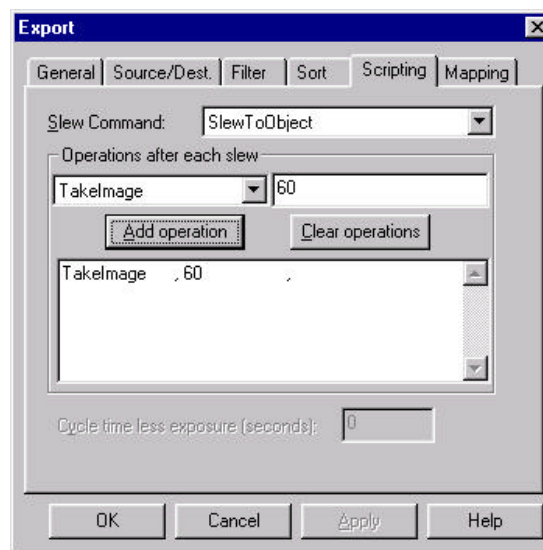 Export
General Source/Dest. Filter Sort Scripting Mapping
Slew Command: SlewToObject
Operations after each slew
TakeImage 60
Add operation Clear operations
TakeImage , 60 ,
Cycle time less exposure (seconds): 0
OK Cancel Apply Help